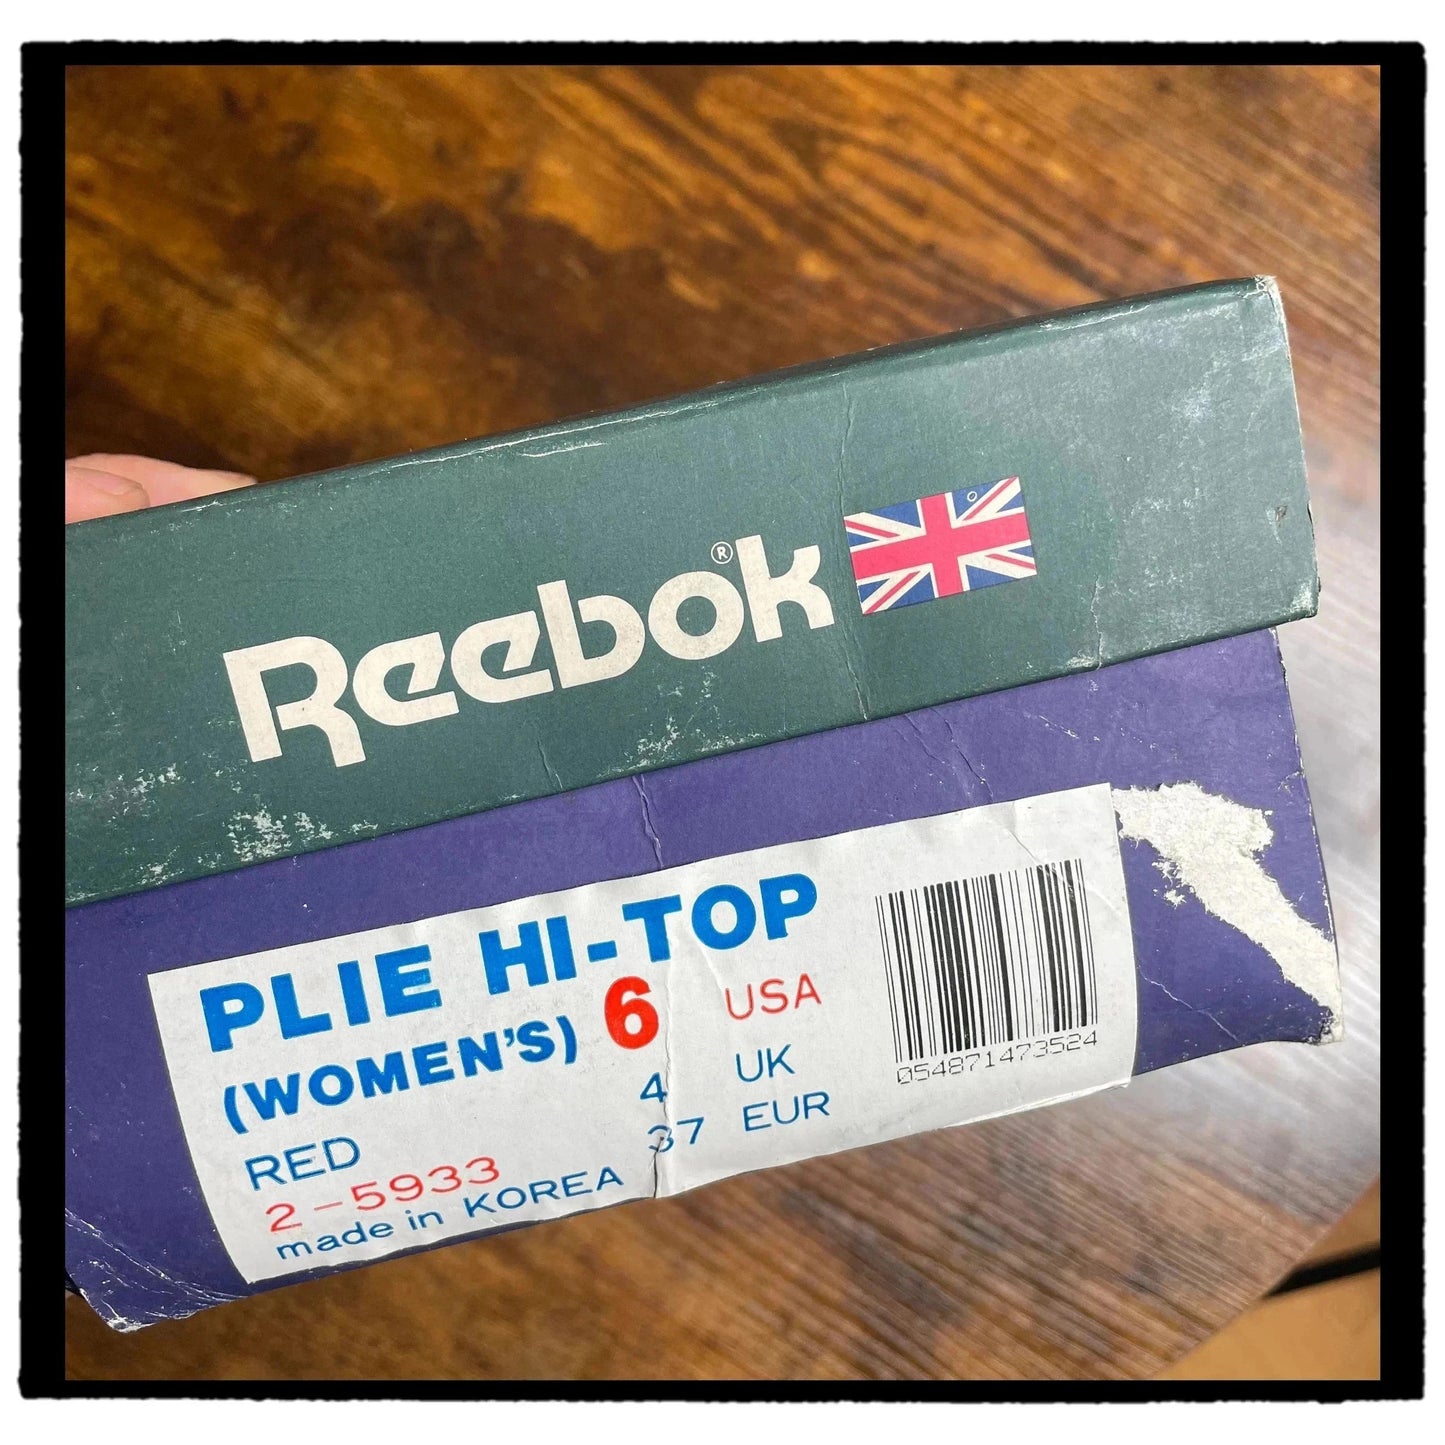 Reebok®
PLIE HI-TOP
(WOMEN'S) 6 USA
4 UK
RED
37 EUR
2-5933
made in KOREA
054871473524